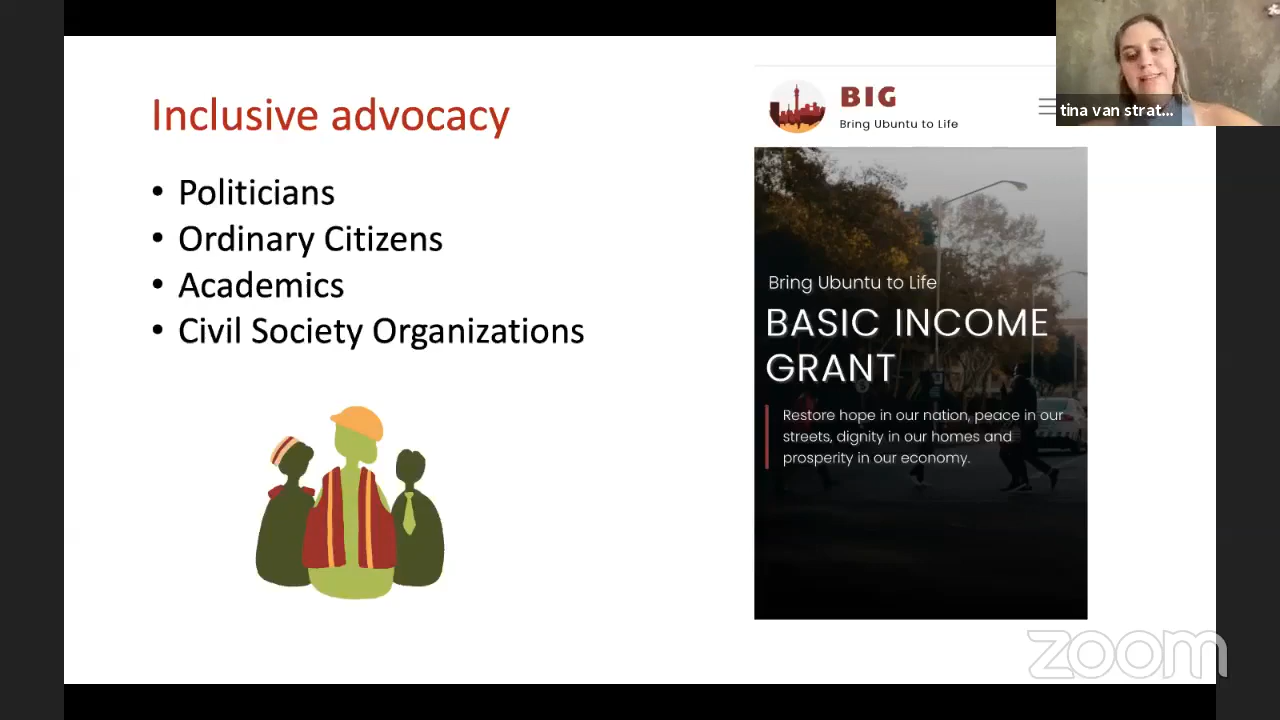 Inclusive advocacy
• Politicians
• Ordinary Citizens
• Academics
• Civil Society Organizations
BIG
Bring Ubuntu to Life
Bring Ubuntu to Life
BASIC INCOME
GRANT
Restore hope in our nation, peace in our
streets, dignity in our homes and
prosperity in our economy.
tina van strat...
zoom